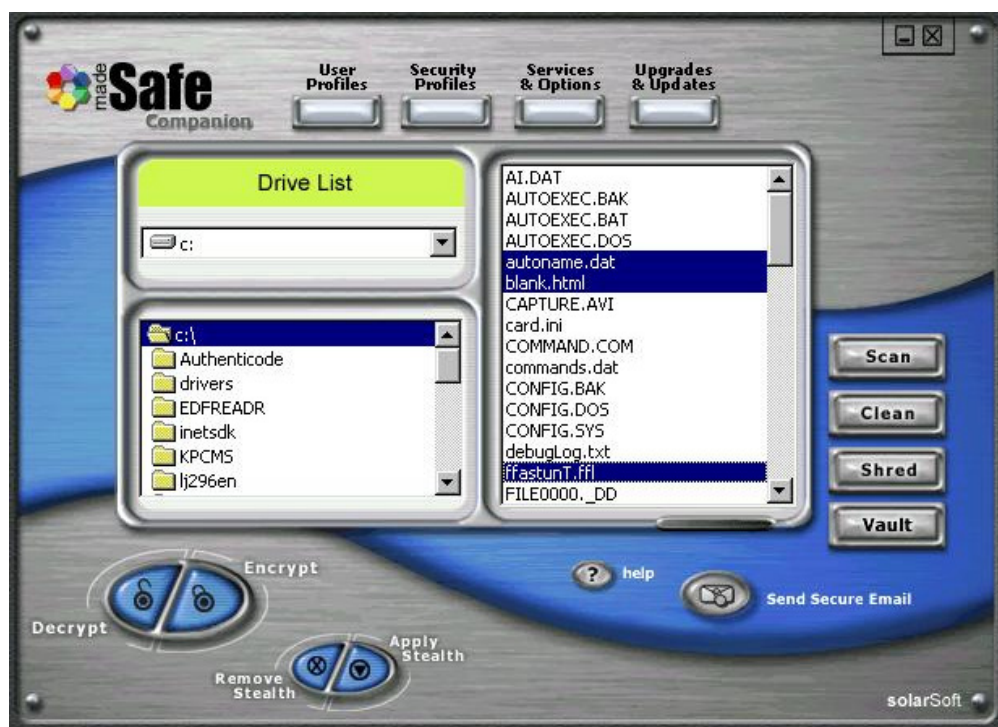 made Safe
Companion
User Profiles
Security Profiles
Services & Options
Upgrades & Updates
Drive List
c:
c:\
Authenticode
drivers
EDFREADR
inetsdk
KPCMS
lj296en
AI.DAT
AUTOEXEC.BAK
AUTOEXEC.BAT
AUTOEXEC.DOS
autoname.dat
blank.html
CAPTURE.AVI
card.ini
COMMAND.COM
commands.dat
CONFIG.BAK
CONFIG.DOS
CONFIG.SYS
debugLog.txt
ffastunT.ffl
FILE0000._DD
Scan
Clean
Shred
Vault
Encrypt
Decrypt
? help
Send Secure Email
Apply
Stealth
Remove
Stealth
solarSoft